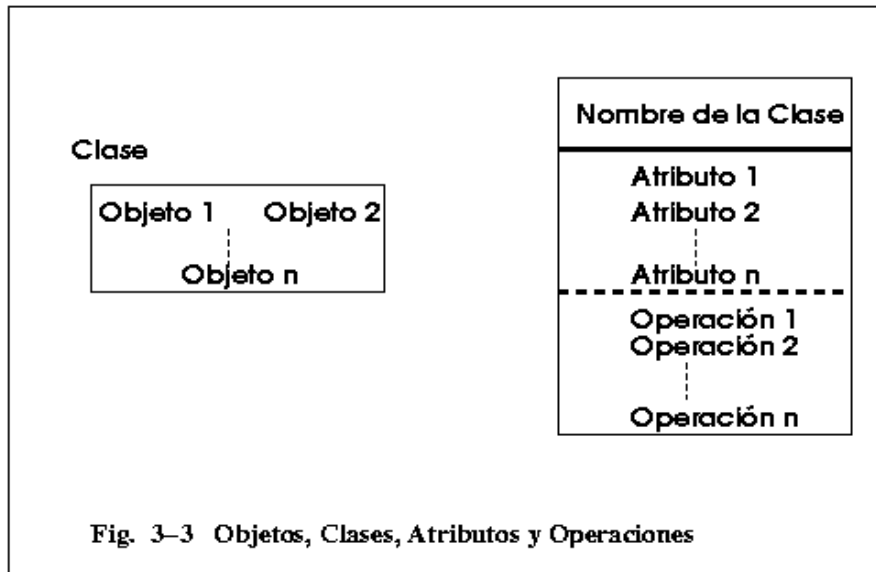 Clase
Objeto 1 Objeto 2
Objeto n
Nombre de la Clase
Atributo 1
Atributo 2
Atributo n
Operación 1
Operación 2
Operación n
Fig. 3–3 Objetos, Clases, Atributos y Operaciones